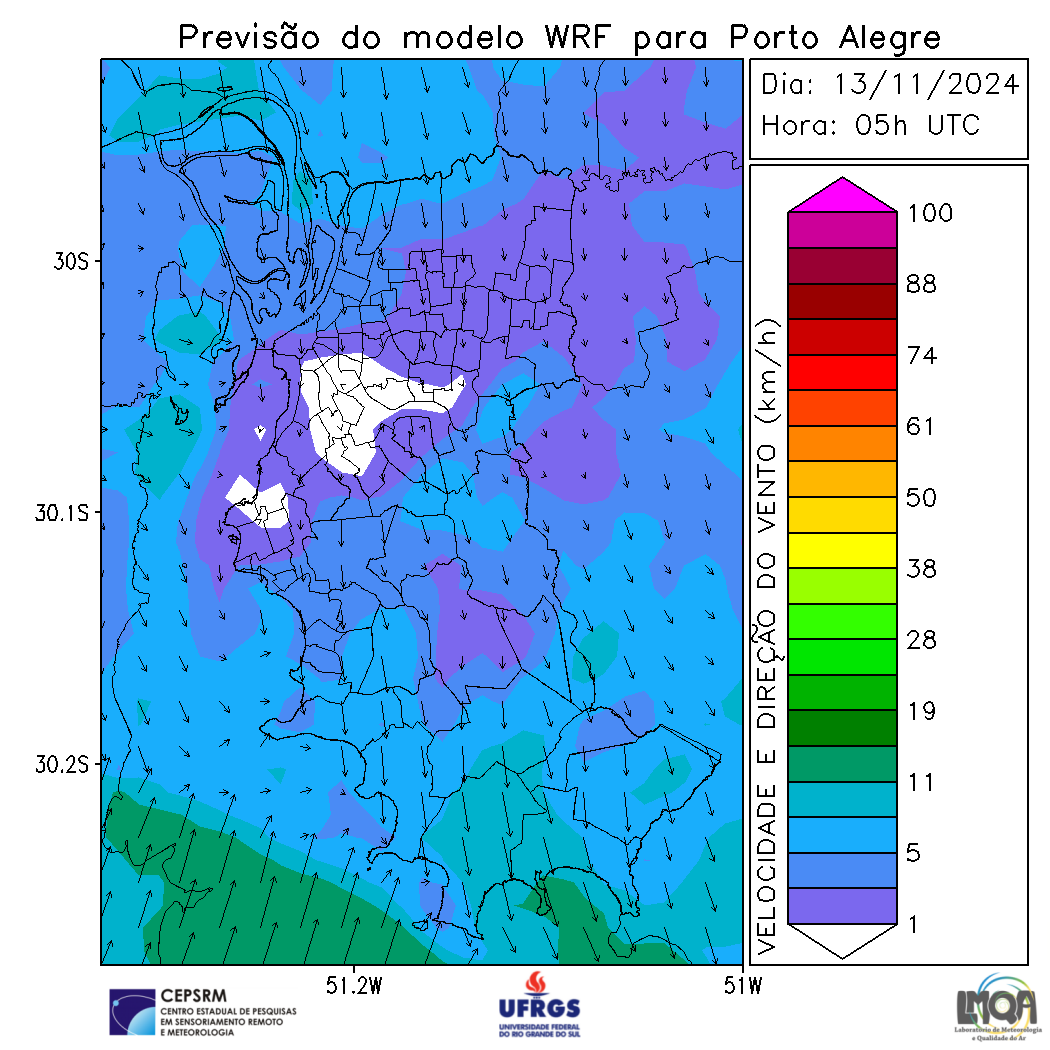 Previsão do modelo WRF para Porto Alegre
Dia: 13/11/2024
Hora: 05h UTC
30S
30.1S
30.2S
51.2W
51W
VELOCIDADE E DIREÇÃO DO VENTO (km/h)
100
88
74
61
50
38
28
19
11
5
1
CEPSRM
CENTRO ESTADUAL DE PESQUISAS
EM SENSORIAMENTO REMOTO
E METEOROLOGIA
UFRGS
UNIVERSIDADE FEDERAL
DO RIO GRANDE DO SUL
LMQA
Laboratório de Meteorologia
e Qualidade do Ar